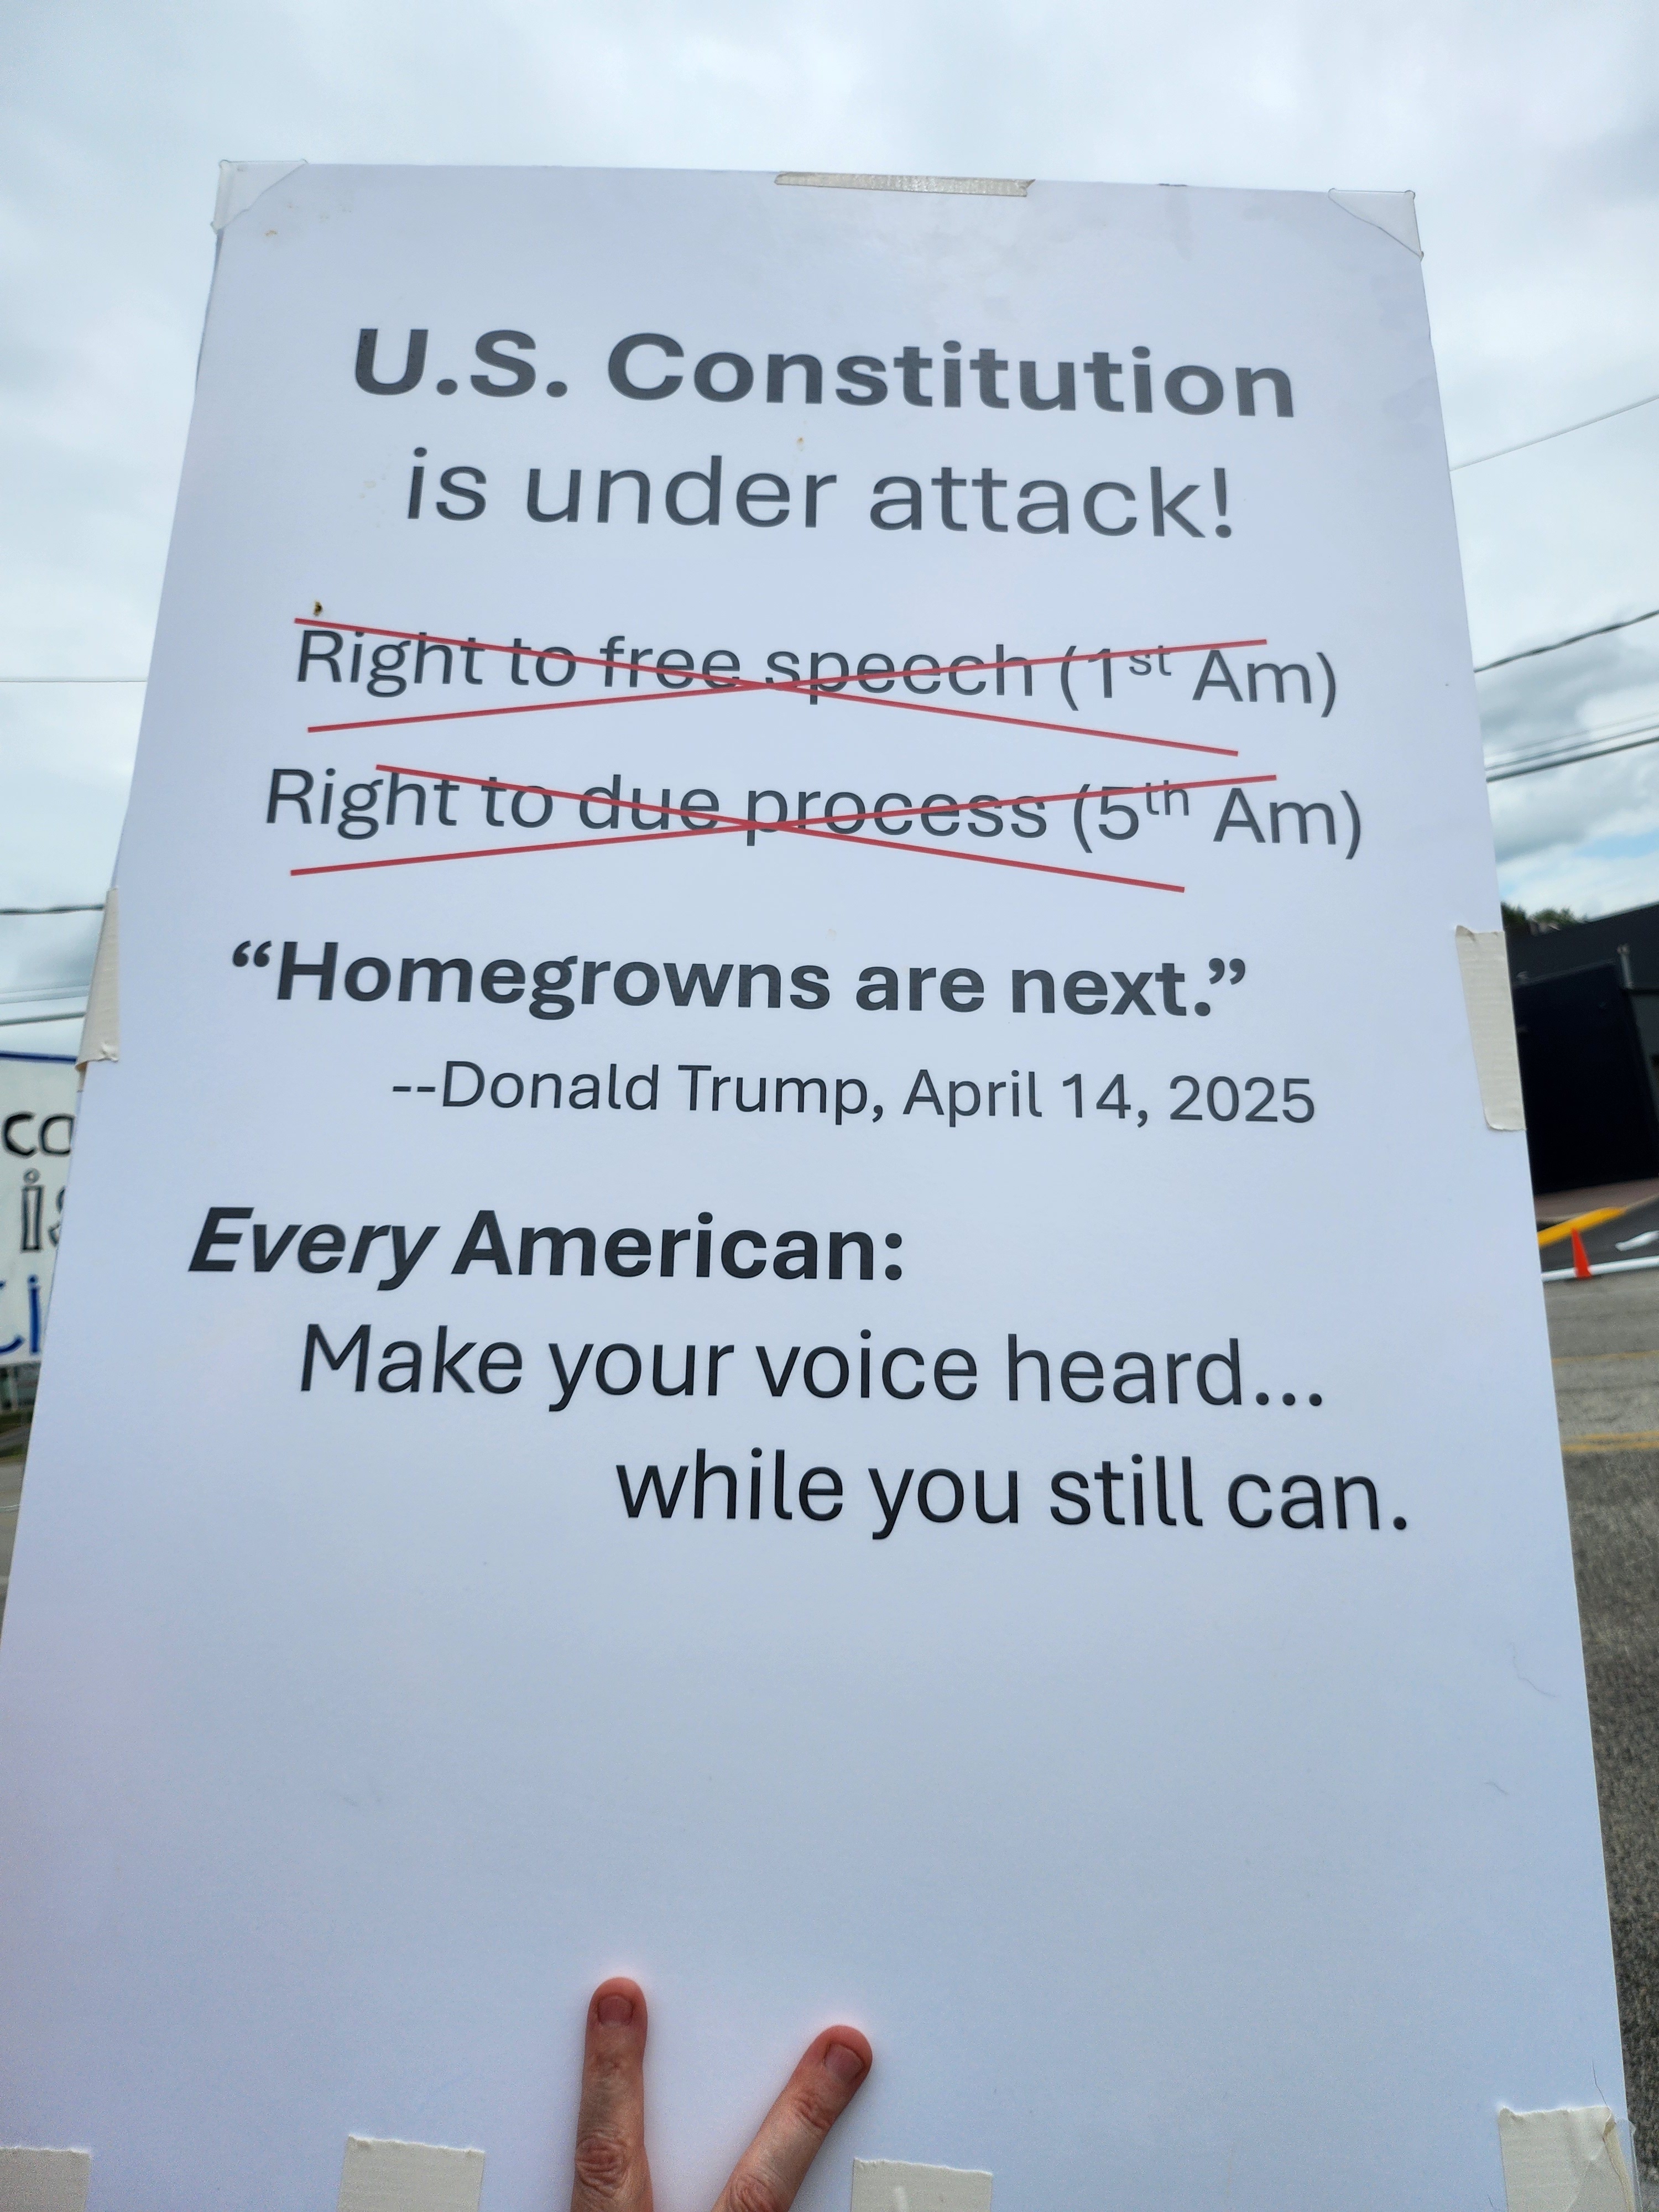 U.S. Constitution
is under attack!
Right to free speech (1st Am)
Right to due process (5th Am)
“Homegrowns are next.”
--Donald Trump, April 14, 2025
Every American:
Make your voice heard...
while you still can.